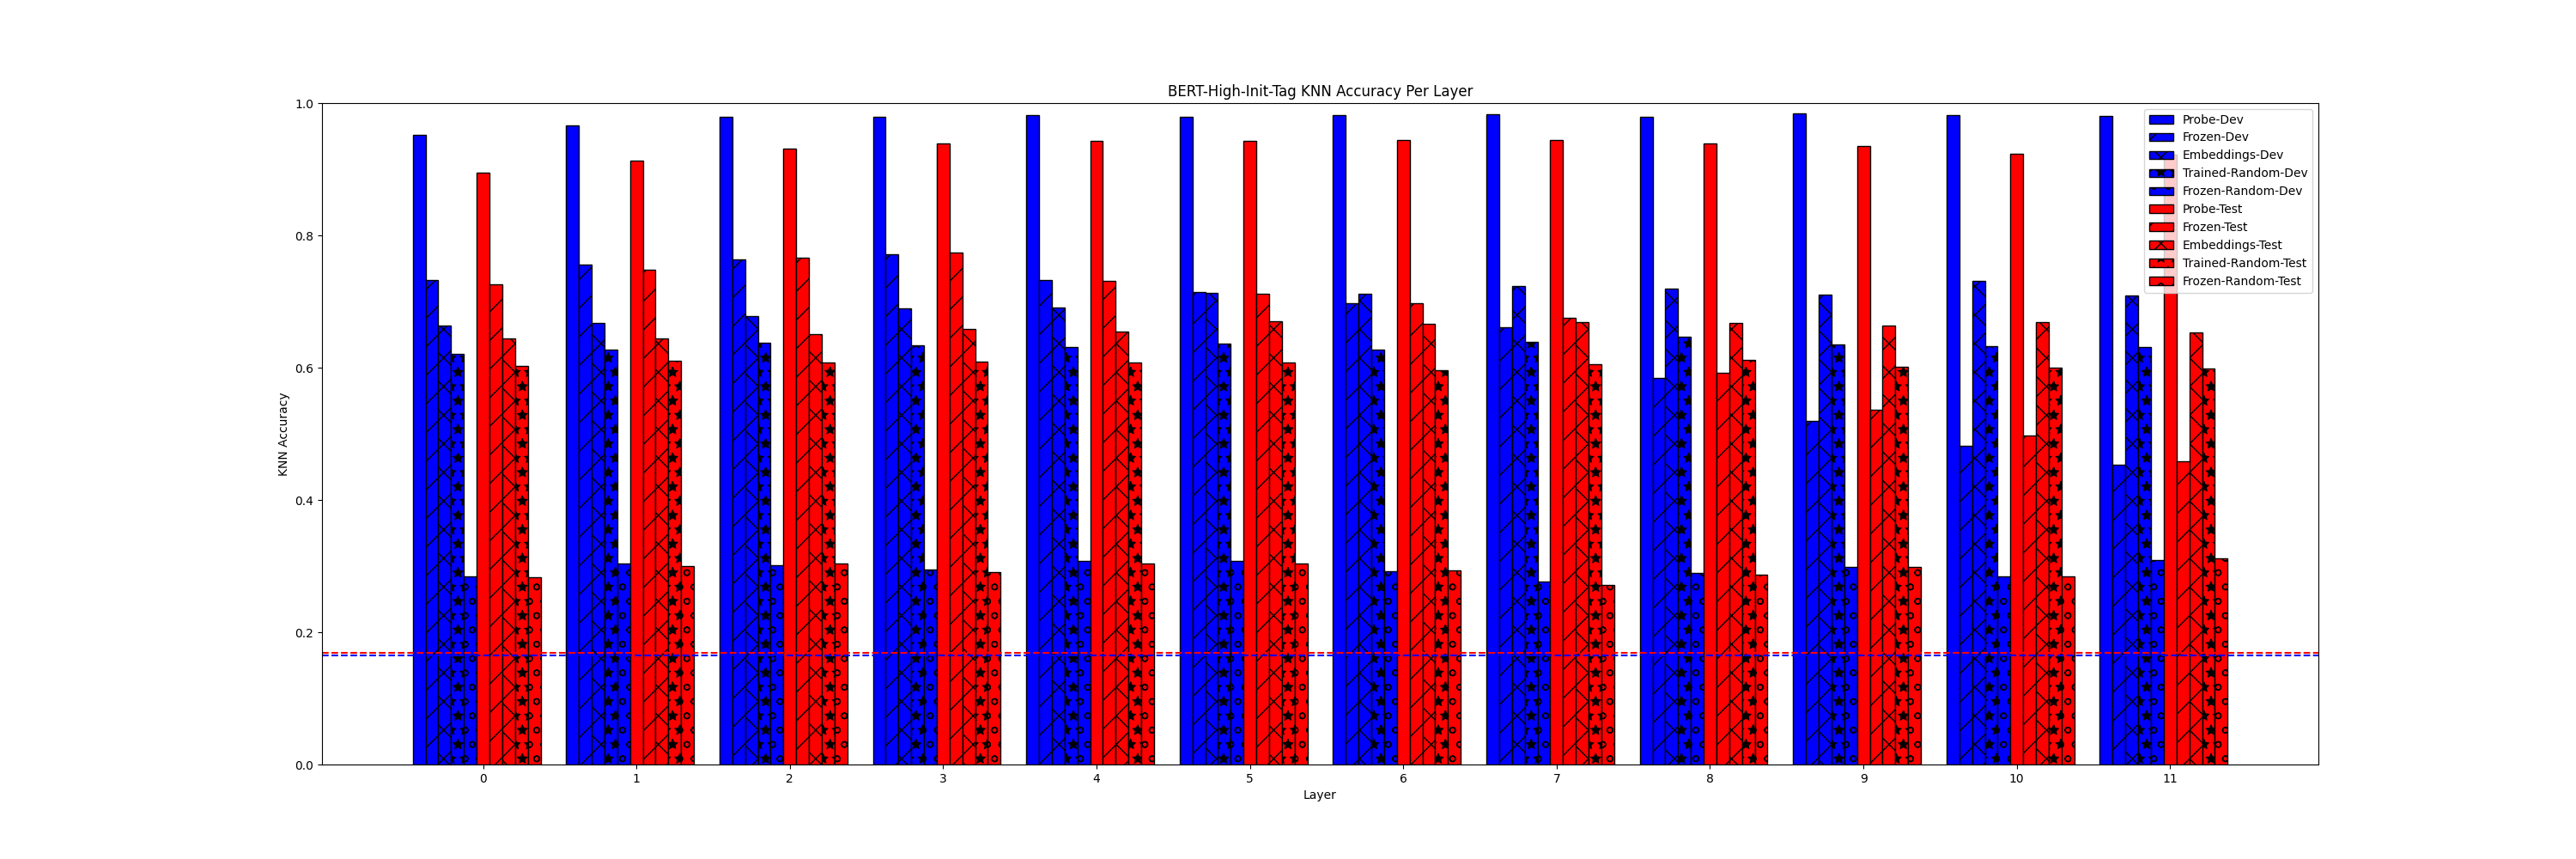 BERT-High-Init-Tag KNN Accuracy Per Layer
1.0
0.8
0.6
0.4
0.2
0.0
KNN Accuracy
Probe-Dev
Frozen-Dev
Embeddings-Dev
Trained-Random-Dev
Frozen-Random-Dev
Probe-Test
Frozen-Test
Embeddings-Test
Trained-Random-Test
Frozen-Random-Test
0 1 2 3 4 5 6 7 8 9 10 11
Layer